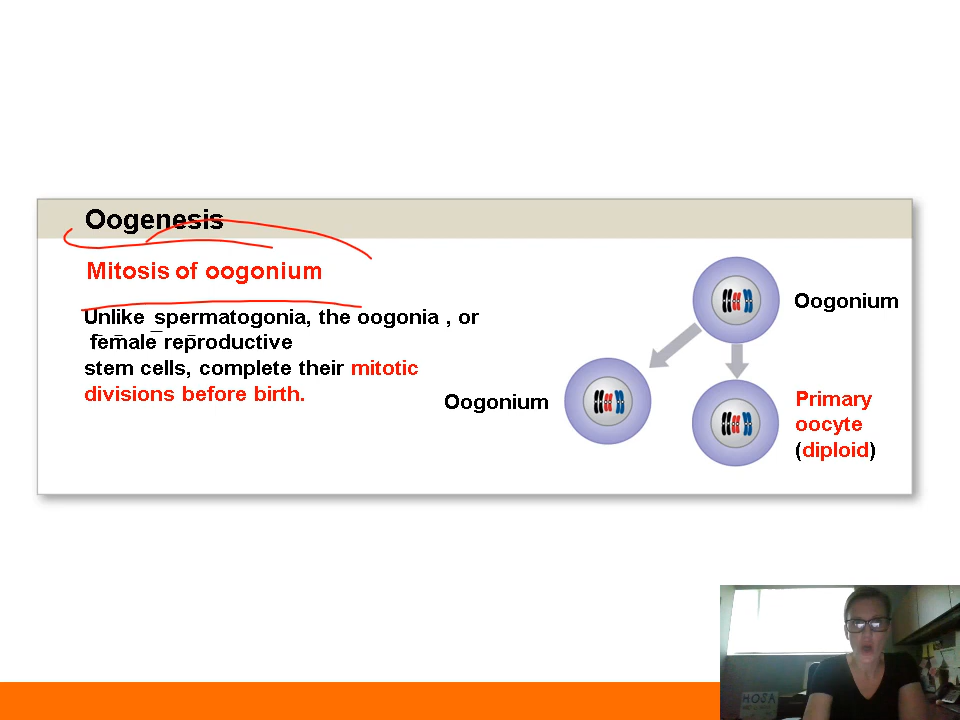 Oogenesis
Mitosis of oogonium
Unlike spermatogonia, the oogonia , or
female reproductive
stem cells, complete their mitotic
divisions before birth.
Oogonium
Oogonium
Primary
oocyte
(diploid)
HOSA